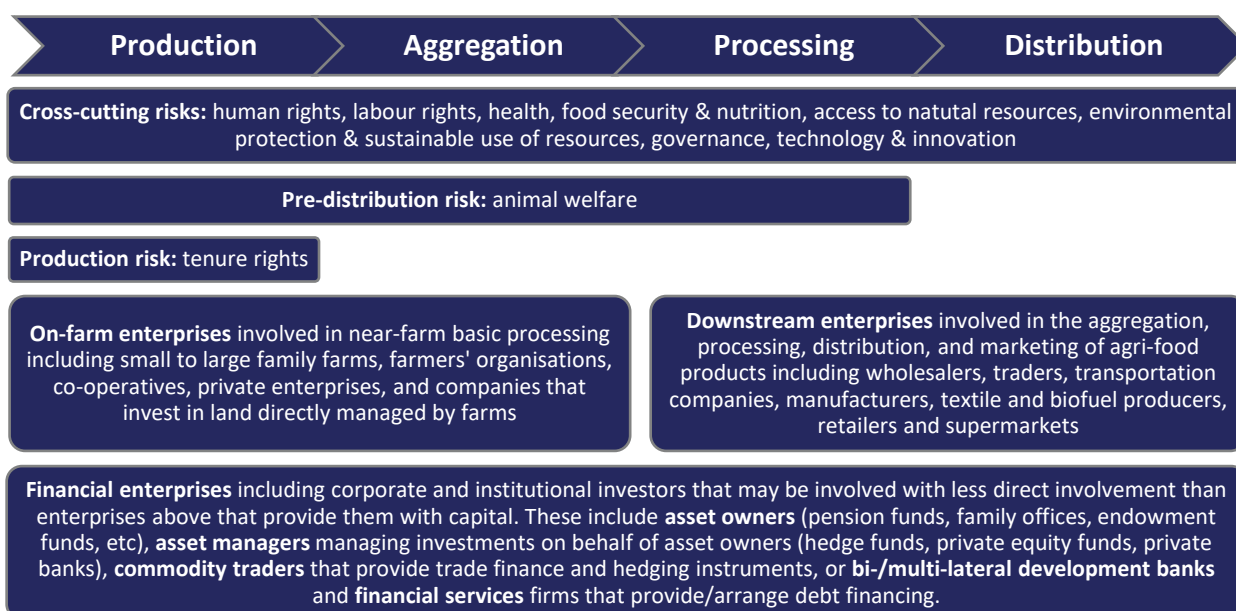 Production
Aggregation
Processing
Distribution
Cross-cutting risks: human rights, labour rights, health, food security & nutrition, access to natutal resources, environmental
protection & sustainable use of resources, governance, technology & innovation
Pre-distribution risk: animal welfare
Production risk: tenure rights
On-farm enterprises involved in near-farm basic processing
including small to large family farms, farmers' organisations,
co-operatives, private enterprises, and companies that
invest in land directly managed by farms
Downstream enterprises involved in the aggregation,
processing, distribution, and marketing of agri-food
products including wholesalers, traders, transportation
companies, manufacturers, textile and biofuel producers,
retailers and supermarkets
Financial enterprises including corporate and institutional investors that may be involved with less direct involvement than
enterprises above that provide them with capital. These include asset owners (pension funds, family offices, endowment
funds, etc), asset managers managing investments on behalf of asset owners (hedge funds, private equity funds, private
banks), commodity traders that provide trade finance and hedging instruments, or bi-/multi-lateral development banks
and financial services firms that provide/arrange debt financing.